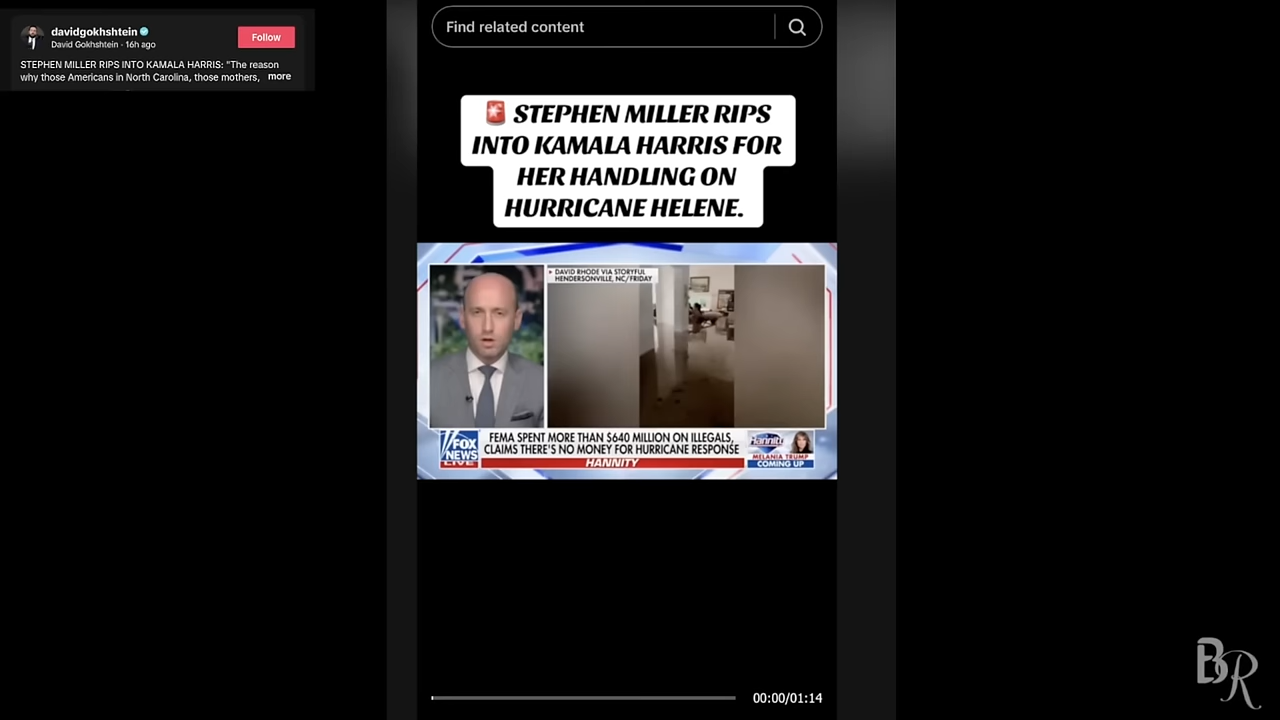 davidgokhshtein
David Gokhshtein · 16h ago
Follow
STEPHEN MILLER RIPS INTO KAMALA HARRIS: "The reason
why those Americans in North Carolina, those mothers, more
Find related content
🚨 STEPHEN MILLER RIPS
INTO KAMALA HARRIS FOR
HER HANDLING ON
HURRICANE HELENE.
DAVID RHODE VIA STORYFUL
HENDERSONVILLE, NC/FRIDAY
FOX
NEWS
LIVE
FEMA SPENT MORE THAN $640 MILLION ON ILLEGALS,
CLAIMS THERE'S NO MONEY FOR HURRICANE RESPONSE
HANNITY
Hannity
MELANIA TRUMP
COMING UP
00:00/01:14
BR